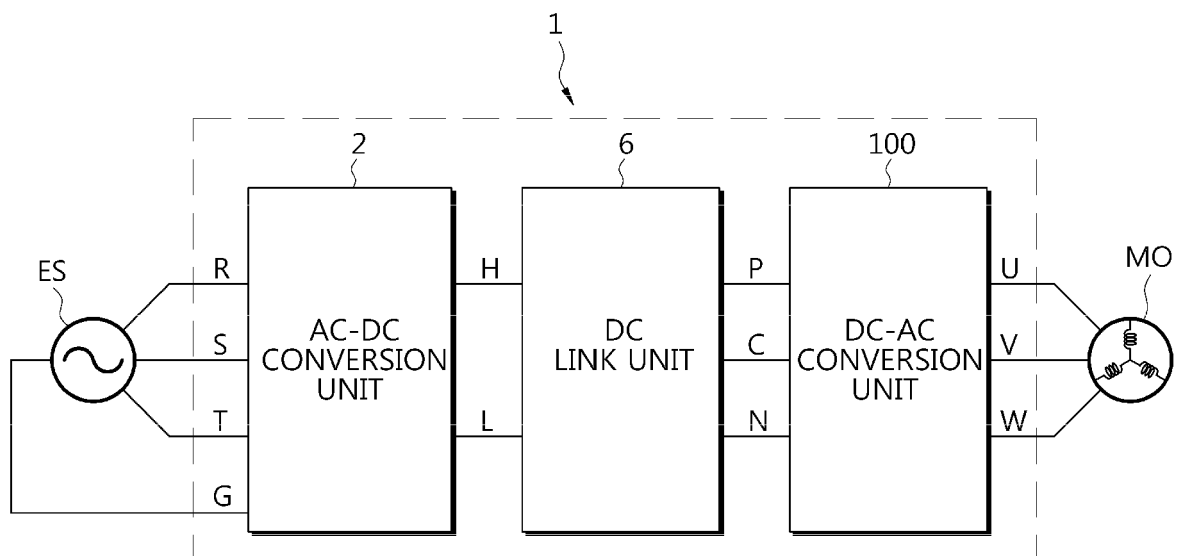 1
2
6
100
ES
MO
R
H
P
U
S
C
V
T
L
N
W
G
AC-DC
CONVERSION
UNIT
DC
LINK UNIT
DC-AC
CONVERSION
UNIT